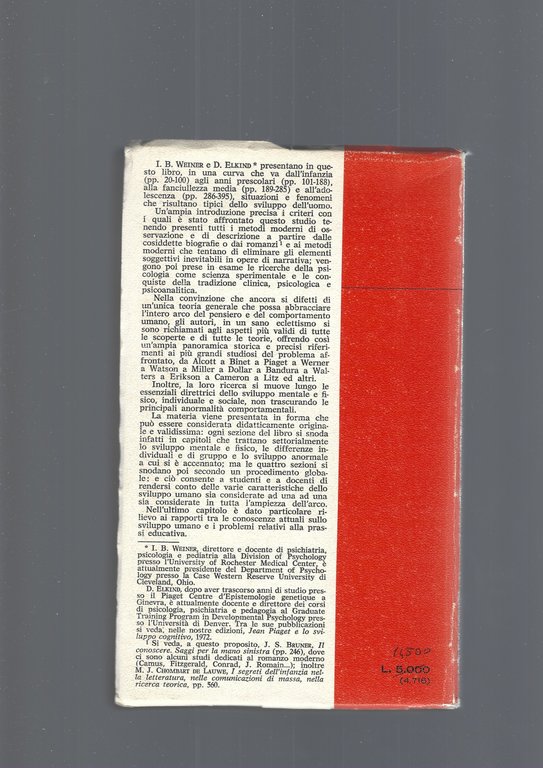 I. B. WEINER e D. ELKIND * presentano in que-
sto libro, in una curva che va dall'infanzia
(pp. 20-100) agli anni prescolari (pp. 101-188),
alla fanciullezza media (pp. 189-285) e all'ado-
lescenza (pp. 286-395), situazioni e fenomeni
che risultano tipici dello sviluppo dell'uomo.
Un'ampia introduzione precisa i criteri con
i quali è stato affrontato questo studio te-
nendo presenti tutti i metodi moderni di os-
servazione e di descrizione a partire dalle
cosiddette biografie o dai romanzi¹ e ai metodi
moderni che tentano di eliminare gli elementi
soggettivi inevitabili in opere di narrativa; ven-
gono poi prese in esame le ricerche della psi-
cologia come scienza sperimentale e le con-
quiste della tradizione clinica, psicologica e
psicoanalitica.
Nella convinzione che ancora si difetti di
un'unica teoria generale che possa abbracciare
l'intero arco del pensiero e del comportamento
umano, gli autori, in un sano eclettismo si
sono richiamati agli aspetti più validi di tutte
le scoperte e di tutte le teorie, offrendo così
un'ampia panoramica storica e precisi riferi-
menti ai più grandi studiosi del problema af-
frontato, da Alcott a Binet a Piaget a Werner
a Watson a Miller a Dollar a Bandura a Wal-
ters a Erikson a Cameron a Litz ed altri.
Inoltre, la loro ricerca si muove lungo le
essenziali direttrici dello sviluppo mentale e fi-
sico, individuale e sociale, non trascurando le
principali anormalità comportamentali.
La materia viene presentata in forma che
può essere considerata didatticamente origina-
le e validissima: ogni sezione del libro si snoda
infatti in capitoli che trattano settorialmente
lo sviluppo mentale e fisico, le differenze in-
dividuali e di gruppo e lo sviluppo anormale
a cui si è accennato; ma le quattro sezioni si
snodano poi secondo un procedimento globa-
le: e ciò consente a studenti e a docenti di
rendersi conto delle varie caratteristiche dello
sviluppo umano sia considerate ad una ad una
sia considerate in tutta l'ampiezza dell'arco.
Nell'ultimo capitolo è dato particolare ri-
lievo ai rapporti tra le conoscenze attuali sullo
sviluppo umano e i problemi relativi alla pras-
si educativa.
* I. B. WEINER, direttore e docente di psichiatria,
psicologia e pediatria alla Division of Psychology
presso l'University of Rochester Medical Center, è
attualmente presidente del Department of Psycho-
logy presso la Case Western Reserve University di
Cleveland, Ohio.
D. ELKIND, dopo aver trascorso anni di studio pres-
so il Piaget Centre d'Epistemologie genetique a
Ginevra, è attualmente docente e direttore dei corsi
di psicologia, psichiatria e pedagogia al Graduate
Training Program in Developmental Psychology pres-
so l'Università di Denver. Tra le sue pubblicazioni
si veda, nelle nostre edizioni, Jean Piaget e lo svi-
luppo cognitivo, 1972.
¹ Si veda, a questo proposito, J. S. BRUNER, Il
conoscere. Saggi per la mano sinistra (pp. 246), dove
ci sono alcuni studi dedicati al romanzo moderno
(Camus, Fitzgerald, Conrad, J. Romain...); inoltre
M. J. CHOMBART DE LAUWE, I segreti dell'infanzia nel-
la letteratura, nelle comunicazioni di massa, nella
ricerca teorica, pp. 560.
L. 5.000
(4.716)